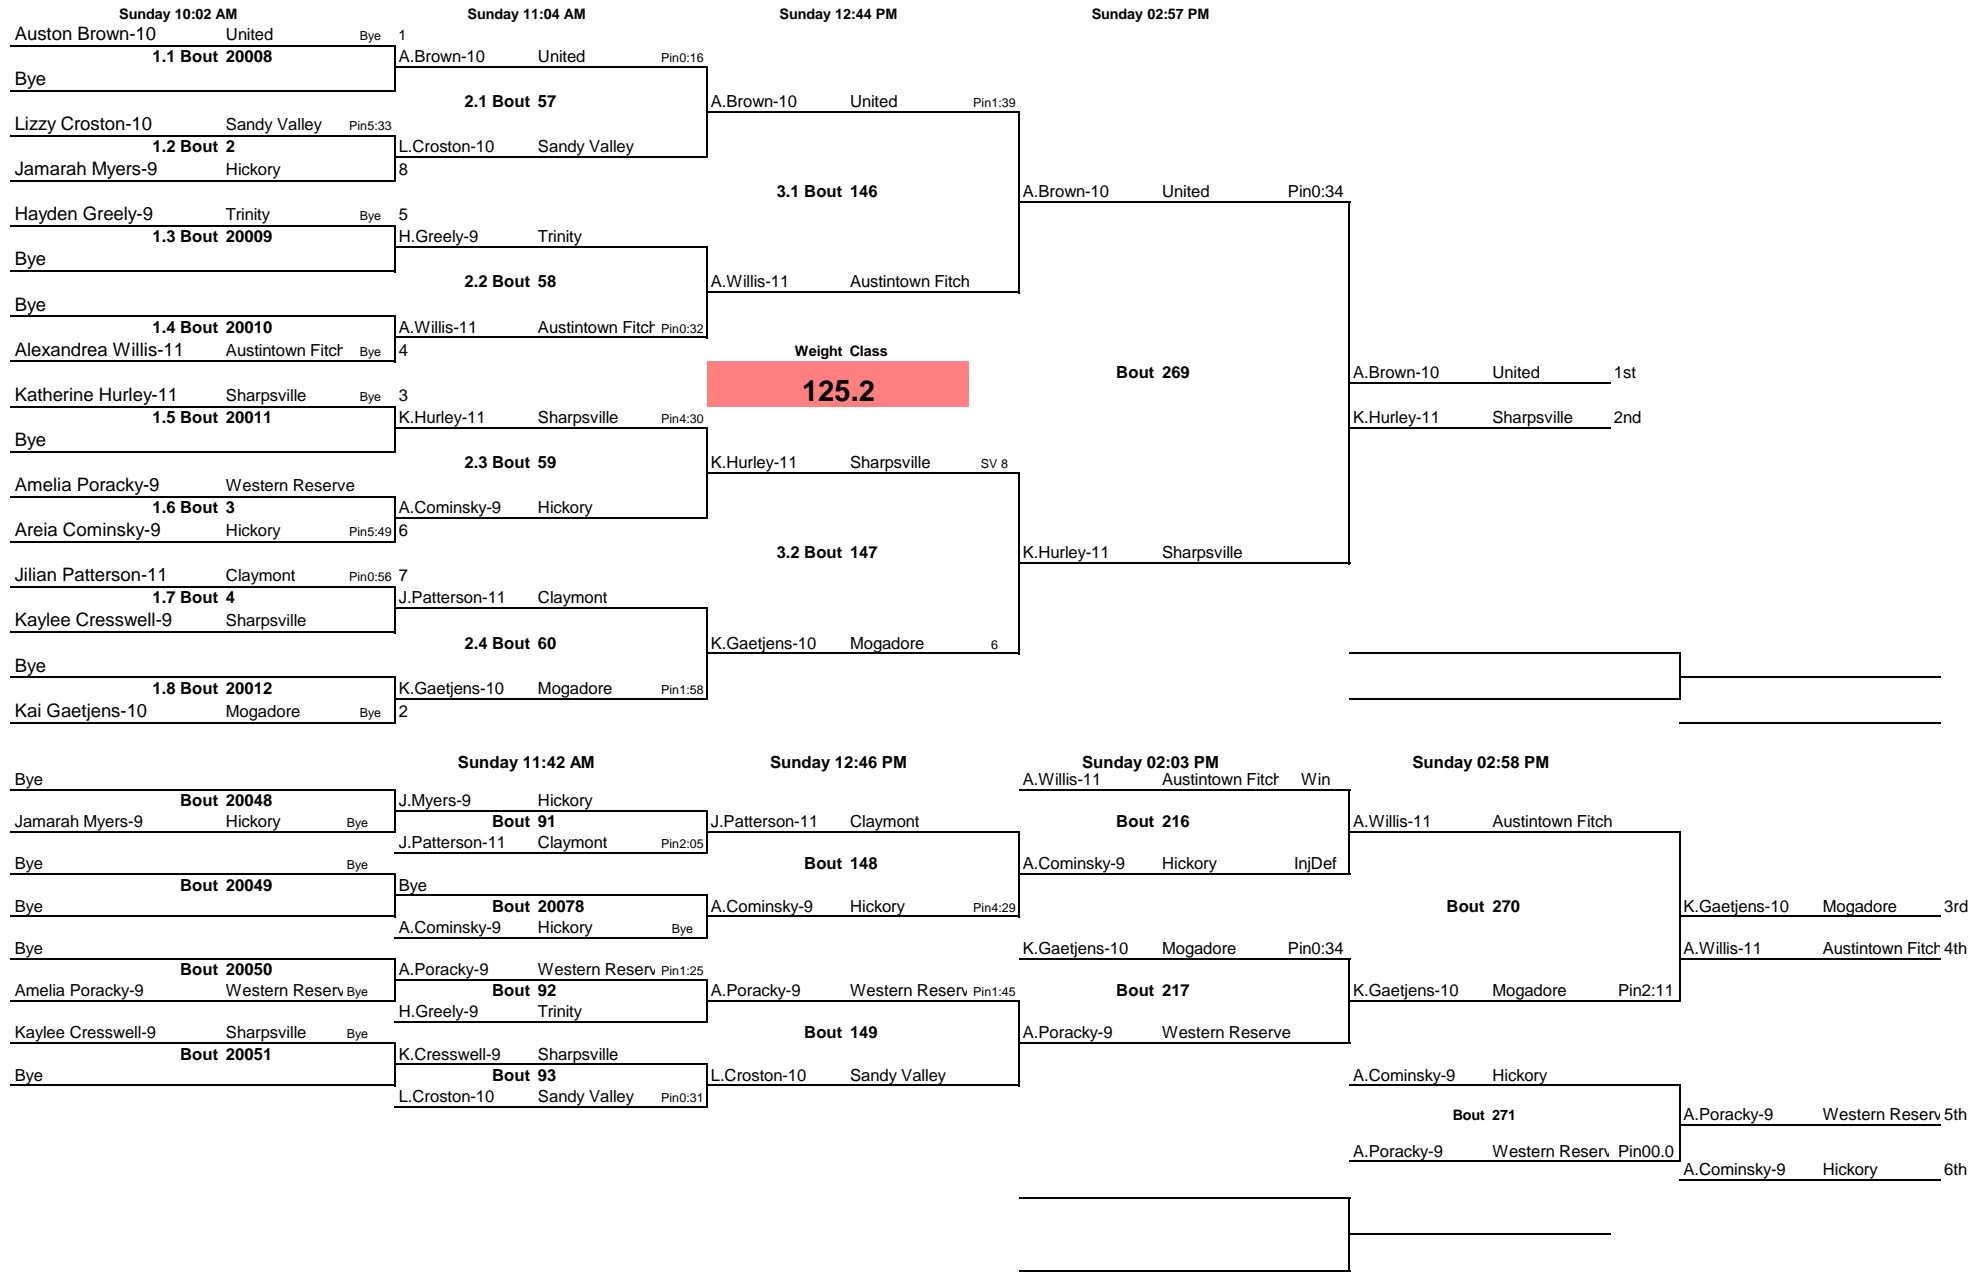 Sunday 10:02 AM Sunday 11:04 AM Sunday 12:44 PM Sunday 02:57 PM
Auston Brown-10 United Bye 1
1.1 Bout 20008 A.Brown-10 United Pin0:16
Bye
2.1 Bout 57 A.Brown-10 United Pin1:39
Lizzy Croston-10 Sandy Valley Pin5:33
1.2 Bout 2 L.Croston-10 Sandy Valley
Jamarah Myers-9 Hickory 8
3.1 Bout 146 A.Brown-10 United Pin0:34
Hayden Greely-9 Trinity Bye 5
1.3 Bout 20009 H.Greely-9 Trinity
Bye
2.2 Bout 58 A.Willis-11 Austintown Fitch
Bye
1.4 Bout 20010 A.Willis-11 Austintown Fitch Pin0:32
Alexandrea Willis-11 Austintown Fitch Bye 4 Weight Class
Bout 269 A.Brown-10 United 1st
Katherine Hurley-11 Sharpsville Bye 3 125.2
1.5 Bout 20011 K.Hurley-11 Sharpsville Pin4:30 K.Hurley-11 Sharpsville 2nd
Bye
2.3 Bout 59 K.Hurley-11 Sharpsville SV 8
Amelia Poracky-9 Western Reserve
1.6 Bout 3 A.Cominsky-9 Hickory
Areia Cominsky-9 Hickory Pin5:49 6
3.2 Bout 147 K.Hurley-11 Sharpsville
Jilian Patterson-11 Claymont Pin0:56 7
1.7 Bout 4 J.Patterson-11 Claymont
Kaylee Cresswell-9 Sharpsville
2.4 Bout 60 K.Gaetjens-10 Mogadore 6
Bye
1.8 Bout 20012 K.Gaetjens-10 Mogadore Pin1:58
Kai Gaetjens-10 Mogadore Bye 2
Sunday 11:42 AM Sunday 12:46 PM Sunday 02:03 PM Sunday 02:58 PM
Bye A.Willis-11 Austintown Fitch Win
Bout 20048 J.Myers-9 Hickory
Jamarah Myers-9 Hickory Bye Bout 91 J.Patterson-11 Claymont Bout 216 A.Willis-11 Austintown Fitch
J.Patterson-11 Claymont Pin2:05
Bye Bye Bout 148 A.Cominsky-9 Hickory InjDef
Bout 20049 Bye
Bye Bout 20078 A.Cominsky-9 Hickory Pin4:29 Bout 270 K.Gaetjens-10 Mogadore 3rd
A.Cominsky-9 Hickory Bye
Bye K.Gaetjens-10 Mogadore Pin0:34 A.Willis-11 Austintown Fitch 4th
Bout 20050 A.Poracky-9 Western Reserv Pin1:25
Amelia Poracky-9 Western Reserv Bye Bout 92 A.Poracky-9 Western Reserv Pin1:45 Bout 217 K.Gaetjens-10 Mogadore Pin2:11
H.Greely-9 Trinity
Kaylee Cresswell-9 Sharpsville Bye Bout 149 A.Poracky-9 Western Reserve
Bout 20051 K.Cresswell-9 Sharpsville
Bye Bout 93 L.Croston-10 Sandy Valley A.Cominsky-9 Hickory
L.Croston-10 Sandy Valley Pin0:31
Bout 271 A.Poracky-9 Western Reserv 5th
A.Poracky-9 Western Reserv Pin00.0
A.Cominsky-9 Hickory 6th